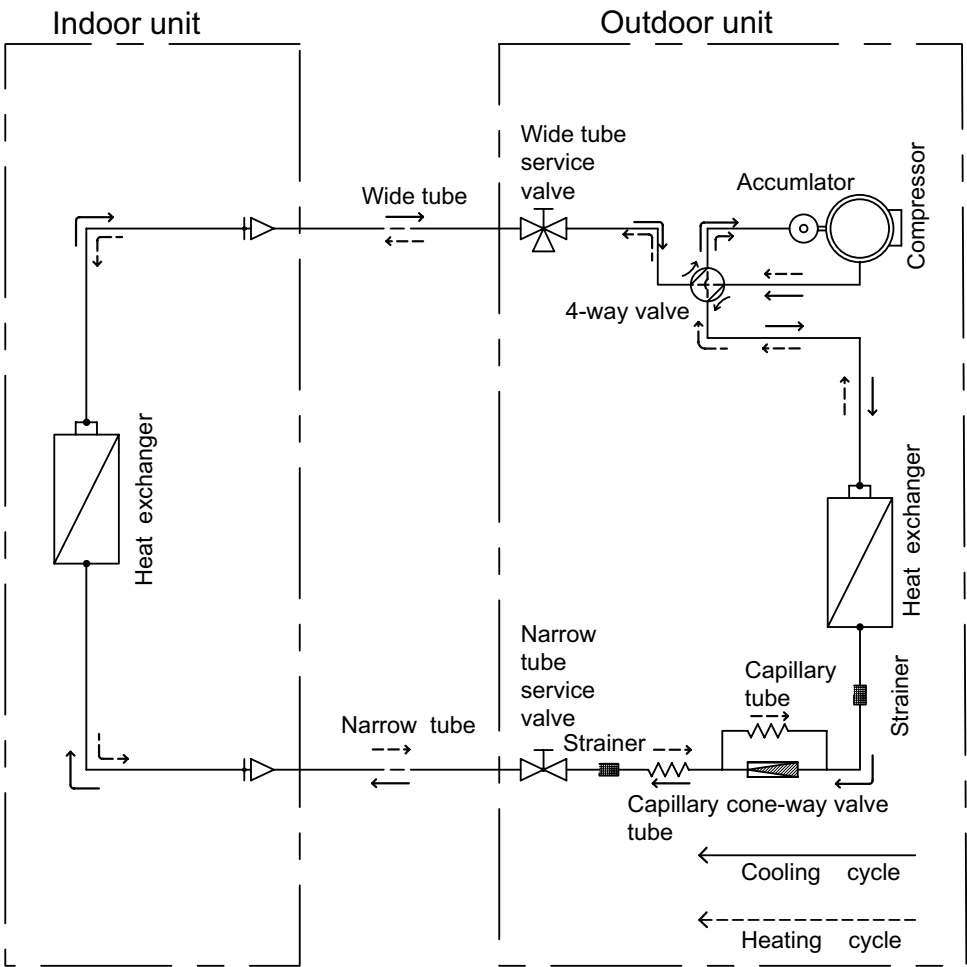 Indoor unit
Outdoor unit
Wide tube
service
valve
Wide tube
Accumlator
Compressor
4-way valve
Heat exchanger
Heat exchanger
Narrow
tube
service
valve
Narrow tube
Strainer
Capillary
tube
Strainer
Capillary cone-way valve
tube
Cooling cycle
Heating cycle